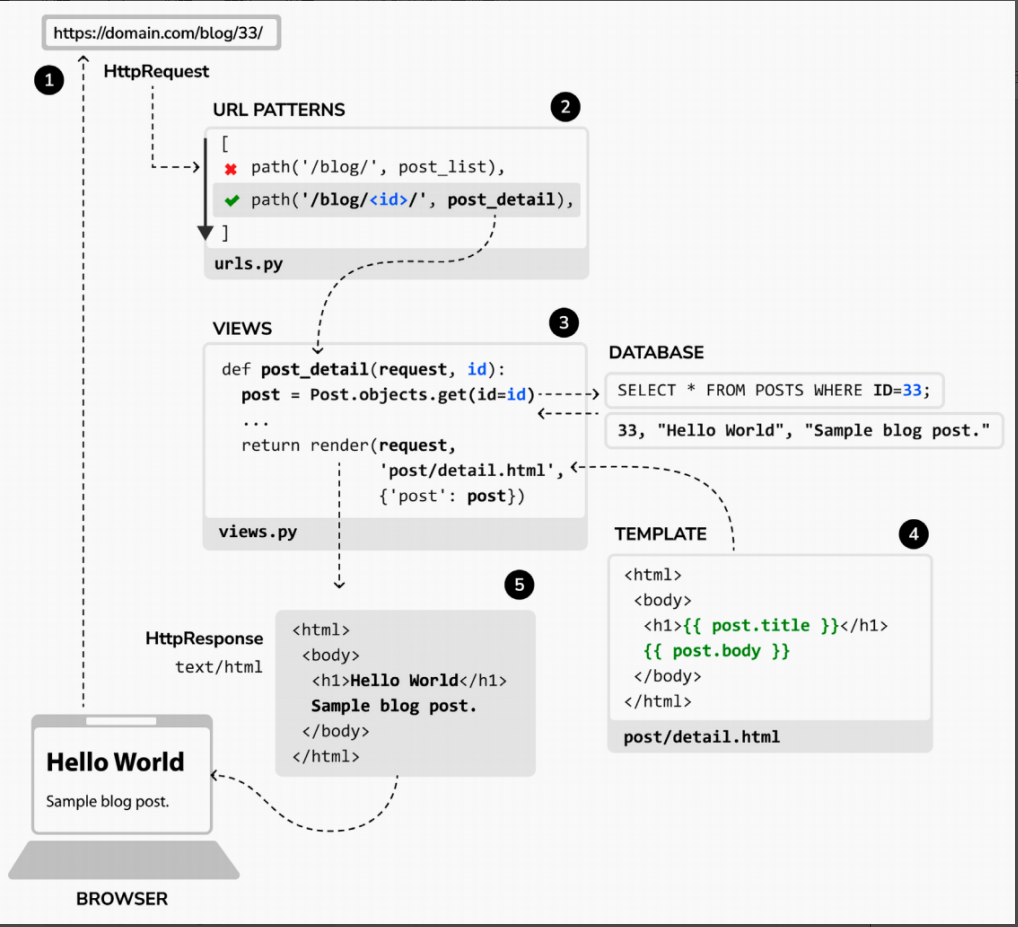 https://domain.com/blog/33/
1
HttpRequest
URL PATTERNS
2
[
path('/blog/', post_list),
path('/blog/<id>/', post_detail),
]
urls.py
VIEWS
3
def post_detail(request, id):
post = Post.objects.get(id=id)
...
return render(request,
'post/detail.html',
{'post': post})
views.py
DATABASE
SELECT * FROM POSTS WHERE ID=33;
33, "Hello World", "Sample blog post."
TEMPLATE
4
<html>
<body>
<h1>{{ post.title }}</h1>
{{ post.body }}
</body>
</html>
post/detail.html
5
HttpResponse
text/html
<html>
<body>
<h1>Hello World</h1>
Sample blog post.
</body>
</html>
Hello World
Sample blog post.
BROWSER